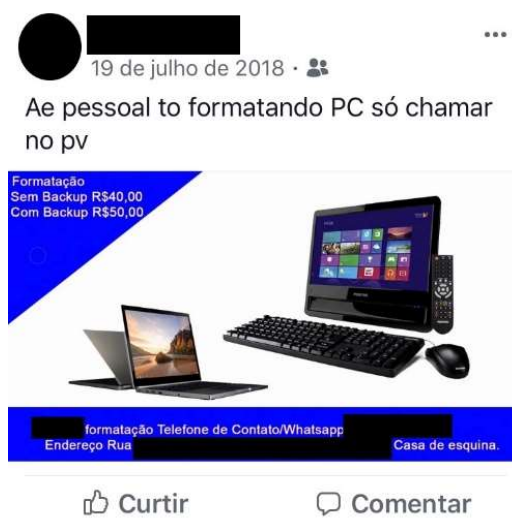 19 de julho de 2018 ·
Ae pessoal to formatando PC só chamar
no pv
Formatação
Sem Backup R$40,00
Com Backup R$50,00
formatação Telefone de Contato/Whatsapp
Endereço Rua Casa de esquina.
Curtir Comentar